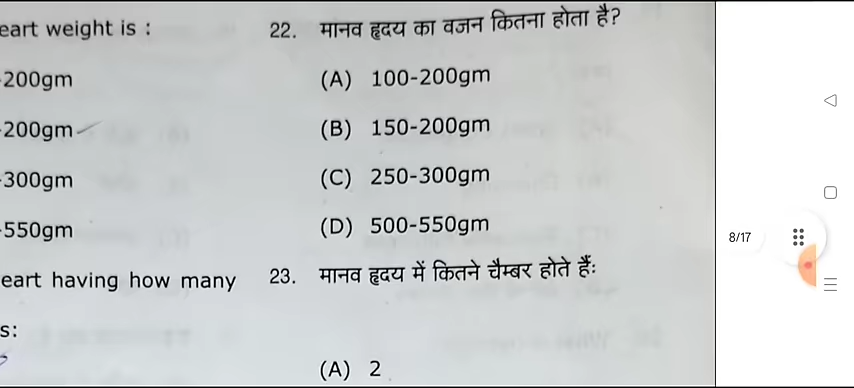 eart weight is :
22. मानव हृदय का वजन कितना होता है?
-200gm
(A) 100-200gm
-200gm
(B) 150-200gm
-300gm
(C) 250-300gm
-550gm
(D) 500-550gm
8/17
eart having how many
23. मानव हृदय में कितने चैम्बर होते हैंः
s:
(A) 2